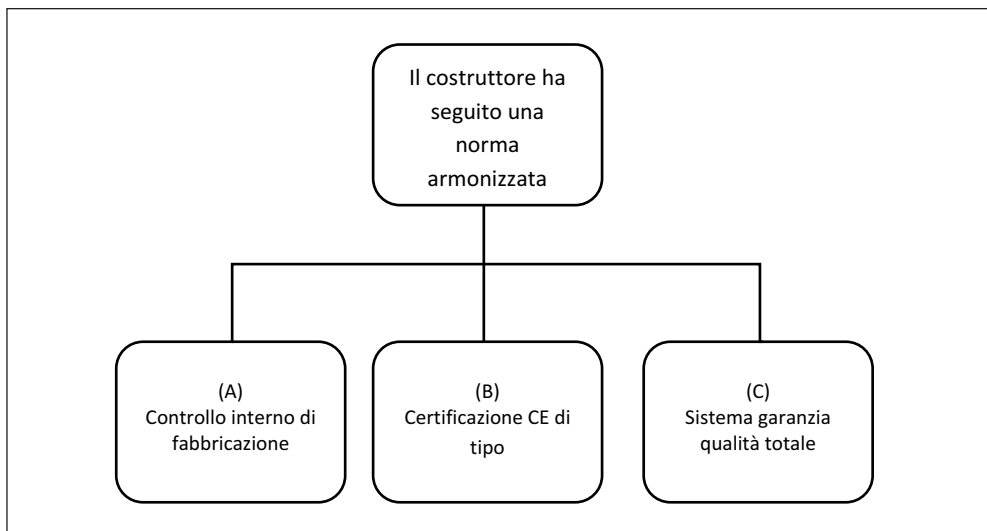 Il costruttore ha
seguito una
norma
armonizzata
(A)
Controllo interno di
fabbricazione
(B)
Certificazione CE di
tipo
(C)
Sistema garanzia
qualità totale